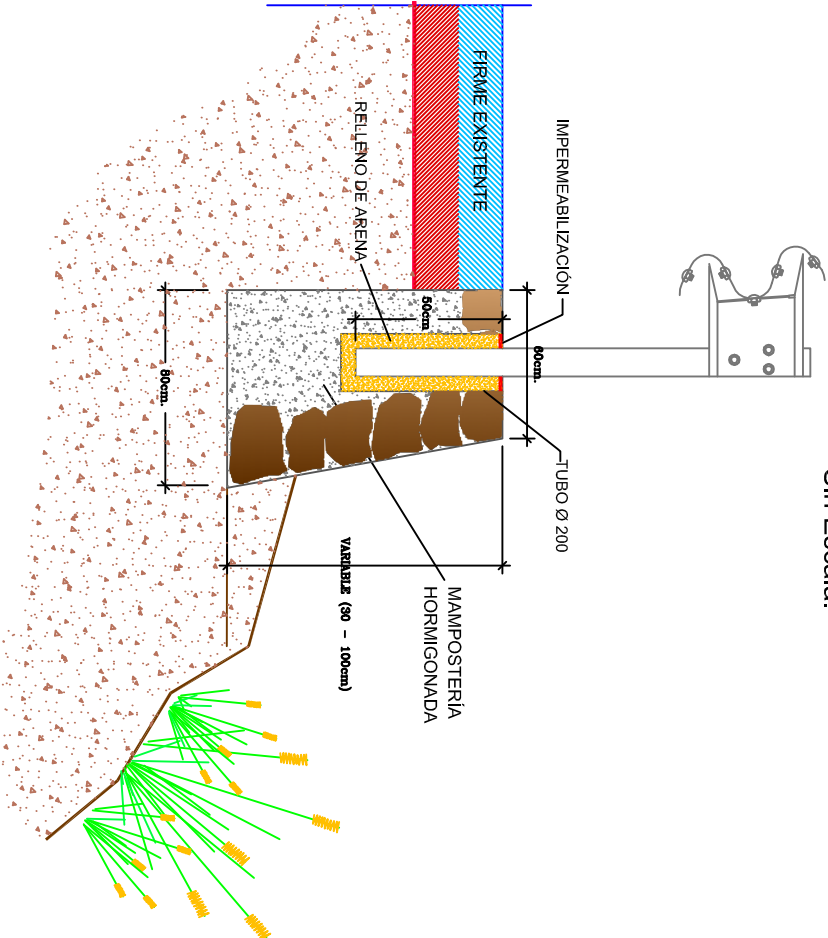 IMPERMEABILIZACIÓN
TUBO Ø 200
60cm.
FIRME EXISTENTE
MAMPOSTERÍA
HORMIGONADA
50cm
RELLENO DE ARENA
VARIABLE (30 - 100cm)
80cm.